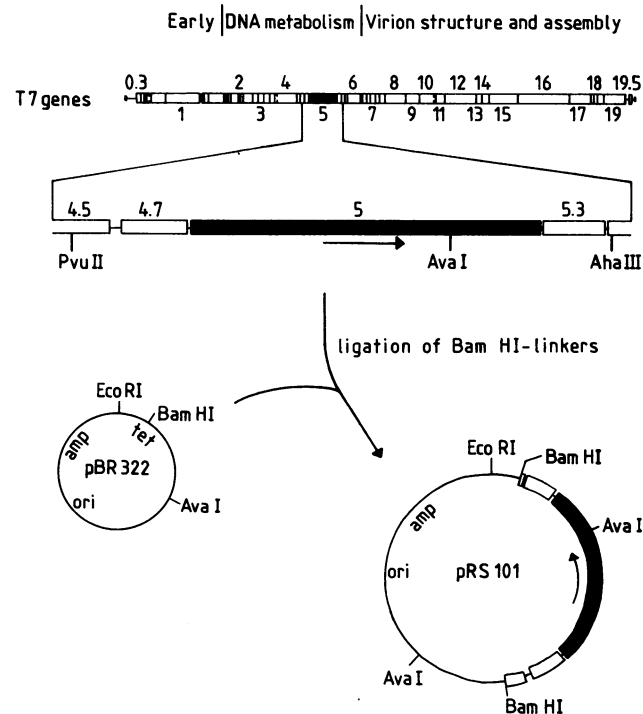 Early | DNA metabolism | Virion structure and assembly
0.3 2 4 6 8 10 12 14 16 18 19.5
T7 genes
1 3 5 7 9 11 13 15 17 19
4.5 4.7 5 5.3
Pvu II Ava I Aha III
ligation of Bam HI-linkers
Eco RI
Bam HI
amp tet
pBR 322
ori
Ava I
Eco RI
Bam HI
amp
Ava I
ori
pRS 101
Ava I
Bam HI